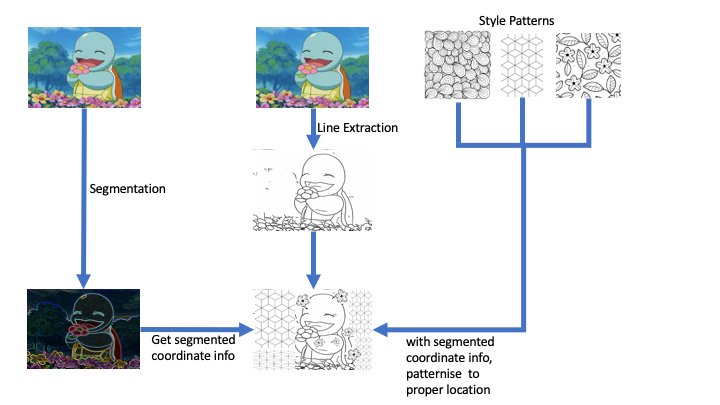 Style Patterns
Line Extraction
Segmentation
Get segmented
coordinate info
with segmented
coordinate info,
patternise to
proper location